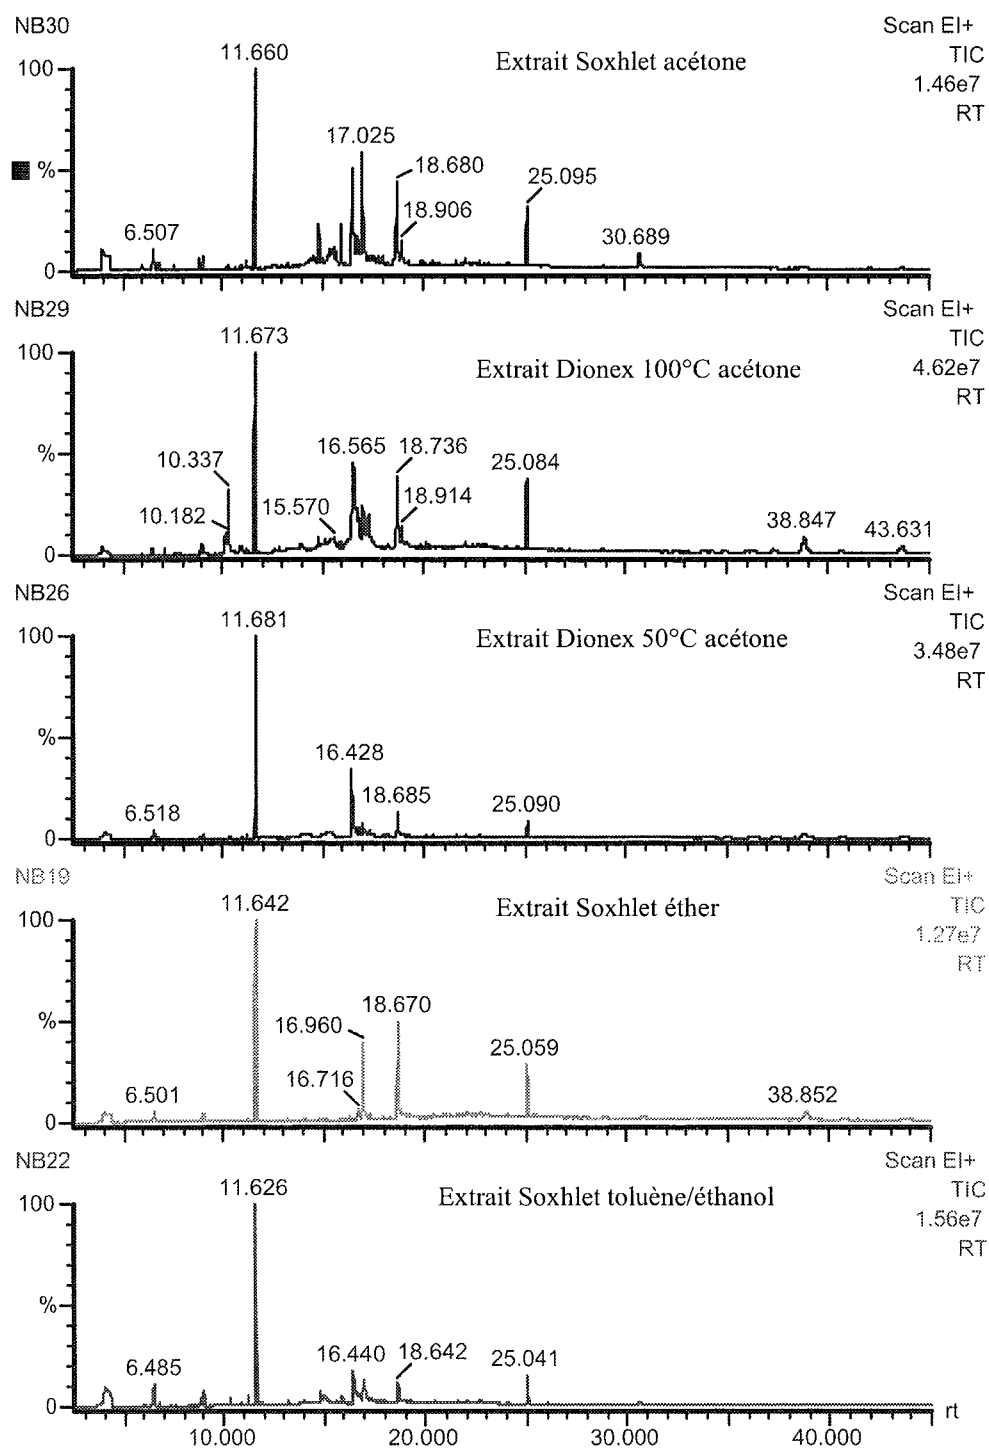 NB30
Scan EI+
TIC
1.46e7
RT
Extrait Soxhlet acétone
100
%
0
11.660
17.025
18.680
18.906
25.095
30.689
6.507
NB29
Scan EI+
TIC
4.62e7
RT
Extrait Dionex 100°C acétone
100
%
0
11.673
10.337
10.182
15.570
16.565
18.736
18.914
25.084
38.847
43.631
NB26
Scan EI+
TIC
3.48e7
RT
Extrait Dionex 50°C acétone
100
%
0
11.681
16.428
18.685
25.090
6.518
NB19
Scan EI+
TIC
1.27e7
RT
Extrait Soxhlet éther
100
%
0
11.642
16.960
18.670
16.716
25.059
6.501
38.852
NB22
Scan EI+
TIC
1.56e7
RT
Extrait Soxhlet toluène/éthanol
100
%
0
11.626
6.485
16.440
18.642
25.041
rt
10.000
20.000
30.000
40.000